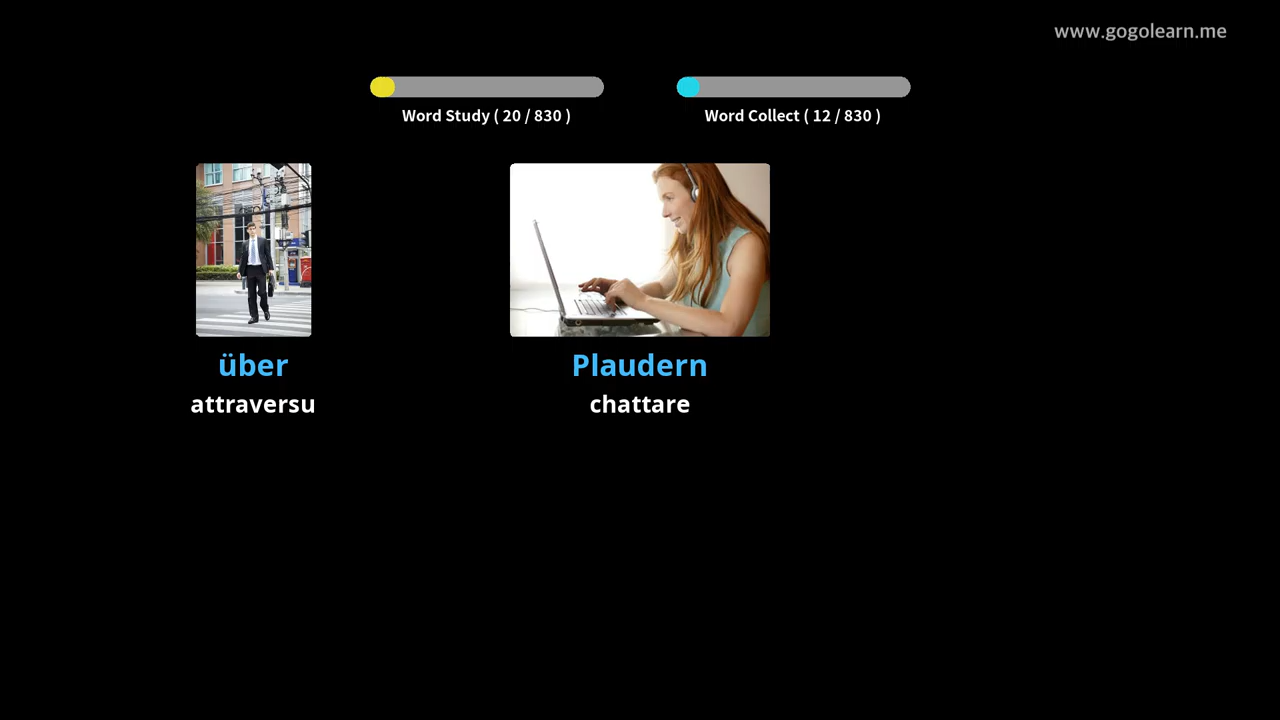 www.gogolearn.me
Word Study ( 20 / 830 )
Word Collect ( 12 / 830 )
über
attraversu
Plaudern
chattare